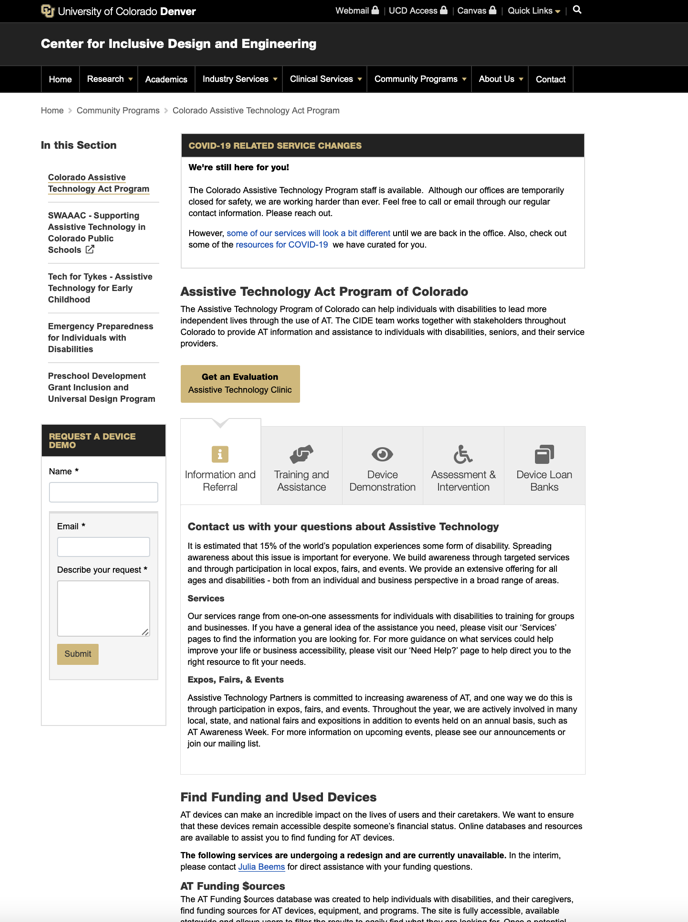 University of Colorado Denver
Webmail | UCD Access | Canvas | Quick Links |
Center for Inclusive Design and Engineering
Home Research Academics Industry Services Clinical Services Community Programs About Us Contact
Home > Community Programs > Colorado Assistive Technology Act Program
In this Section
Colorado Assistive
Technology Act Program
SWAAAC - Supporting
Assistive Technology in
Colorado Public
Schools
Tech for Tykes - Assistive
Technology for Early
Childhood
Emergency Preparedness
for Individuals with
Disabilities
Preschool Development
Grant Inclusion and
Universal Design Program
REQUEST A DEVICE
DEMO
Name *
Email *
Describe your request *
Submit
COVID-19 RELATED SERVICE CHANGES
We're still here for you!
The Colorado Assistive Technology Program staff is available. Although our offices are temporarily
closed for safety, we are working harder than ever. Feel free to call or email through our regular
contact information. Please reach out.
However, some of our services will look a bit different until we are back in the office. Also, check out
some of the resources for COVID-19 we have curated for you.
Assistive Technology Act Program of Colorado
The Assistive Technology Program of Colorado can help individuals with disabilities to lead more
independent lives through the use of AT. The CIDE team works together with stakeholders throughout
Colorado to provide AT information and assistance to individuals with disabilities, seniors, and their service
providers.
Get an Evaluation
Assistive Technology Clinic
Information and
Referral
Training and
Assistance
Device
Demonstration
Assessment &
Intervention
Device Loan
Banks
Contact us with your questions about Assistive Technology
It is estimated that 15% of the world's population experiences some form of disability. Spreading
awareness about this issue is important for everyone. We build awareness through targeted services
and through participation in local expos, fairs, and events. We provide an extensive offering for all
ages and disabilities - both from an individual and business perspective in a broad range of areas.
Services
Our services range from one-on-one assessments for individuals with disabilities to training for groups
and businesses. If you have a general idea of the assistance you need, please visit our 'Services'
pages to find the information you are looking for. For more guidance on what services could help
improve your life or business accessibility, please visit our 'Need Help?' page to help direct you to the
right resource to fit your needs.
Expos, Fairs, & Events
Assistive Technology Partners is committed to increasing awareness of AT, and one way we do this is
through participation in expos, fairs, and events. Throughout the year, we are actively involved in many
local, state, and national fairs and expositions in addition to events held on an annual basis, such as
AT Awareness Week. For more information on upcoming events, please see our announcements or
join our mailing list.
Find Funding and Used Devices
AT devices can make an incredible impact on the lives of users and their caretakers. We want to ensure
that these devices remain accessible despite someone's financial status. Online databases and resources
are available to assist you to find funding for AT devices.
The following services are undergoing a redesign and are currently unavailable. In the interim,
please contact Julia Beems for direct assistance with your funding questions.
AT Funding $ources
The AT Funding $ources database was created to help individuals with disabilities, and their caregivers,
find funding sources for AT devices, equipment, and programs. The site is fully accessible, available